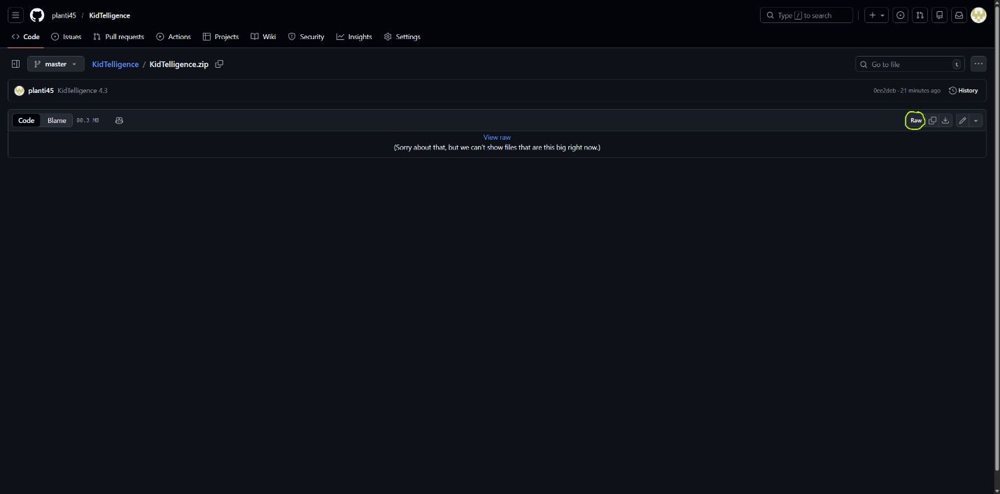 planti45 / KidTelligence
Type / to search
Code Issues Pull requests Actions Projects Wiki Insights Security Insights Settings
master KidTelligence / KidTelligence.zip
Go to file t
planti45 KidTelligence 4.3
0ee2deb · 21 minutes ago History
Code Blame 80.3 MB
Raw
View raw
(Sorry about that, but we can't show files that are this big right now.)